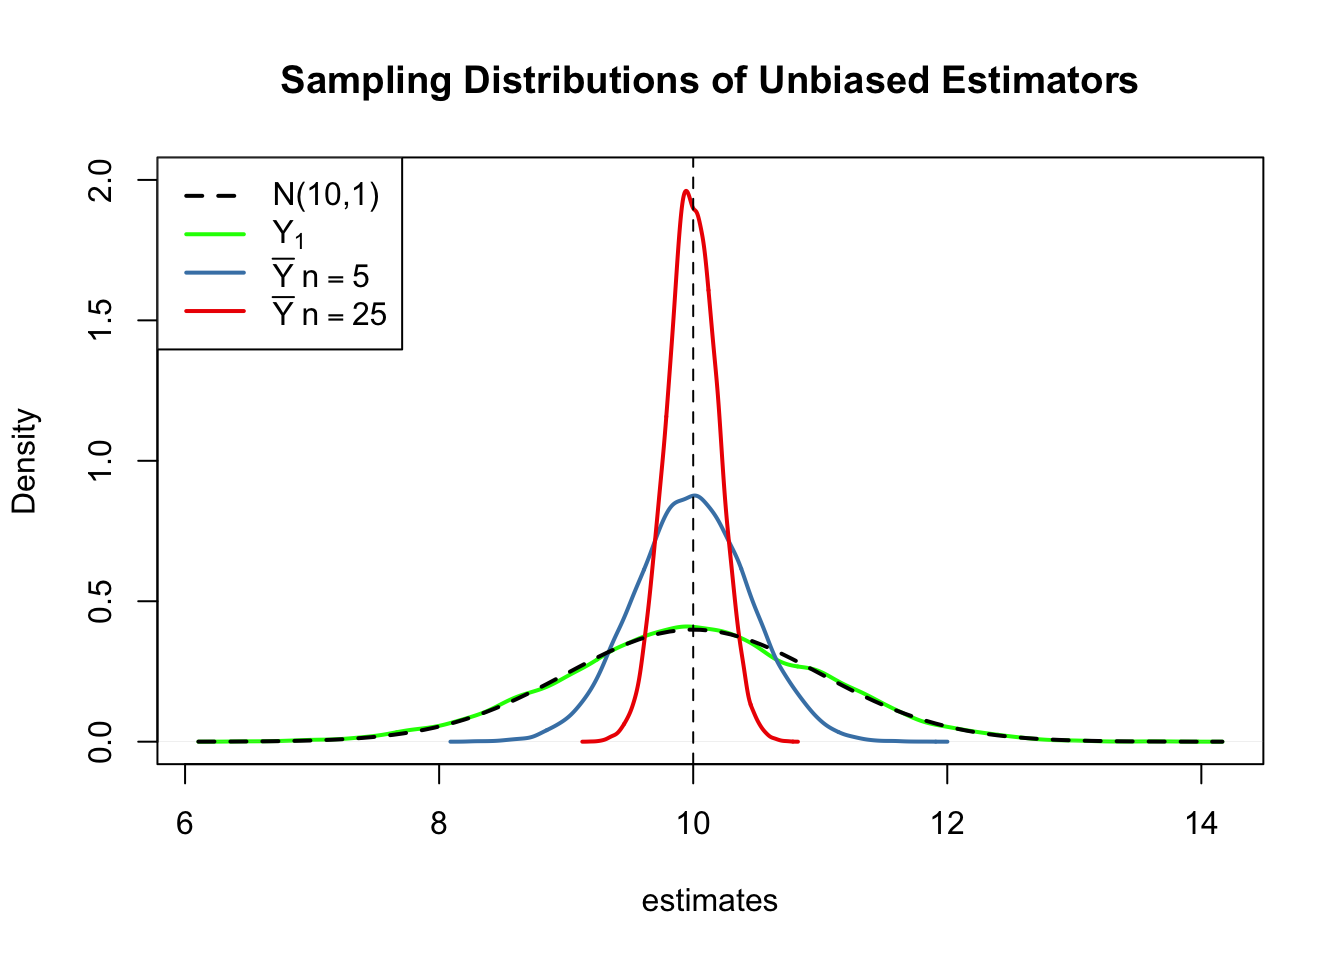 Sampling Distributions of Unbiased Estimators
N(10,1)
Y₁
Y̅ n = 5
Y̅ n = 25
Density
2.0
1.5
1.0
0.5
0.0
6 8 10 12 14
estimates